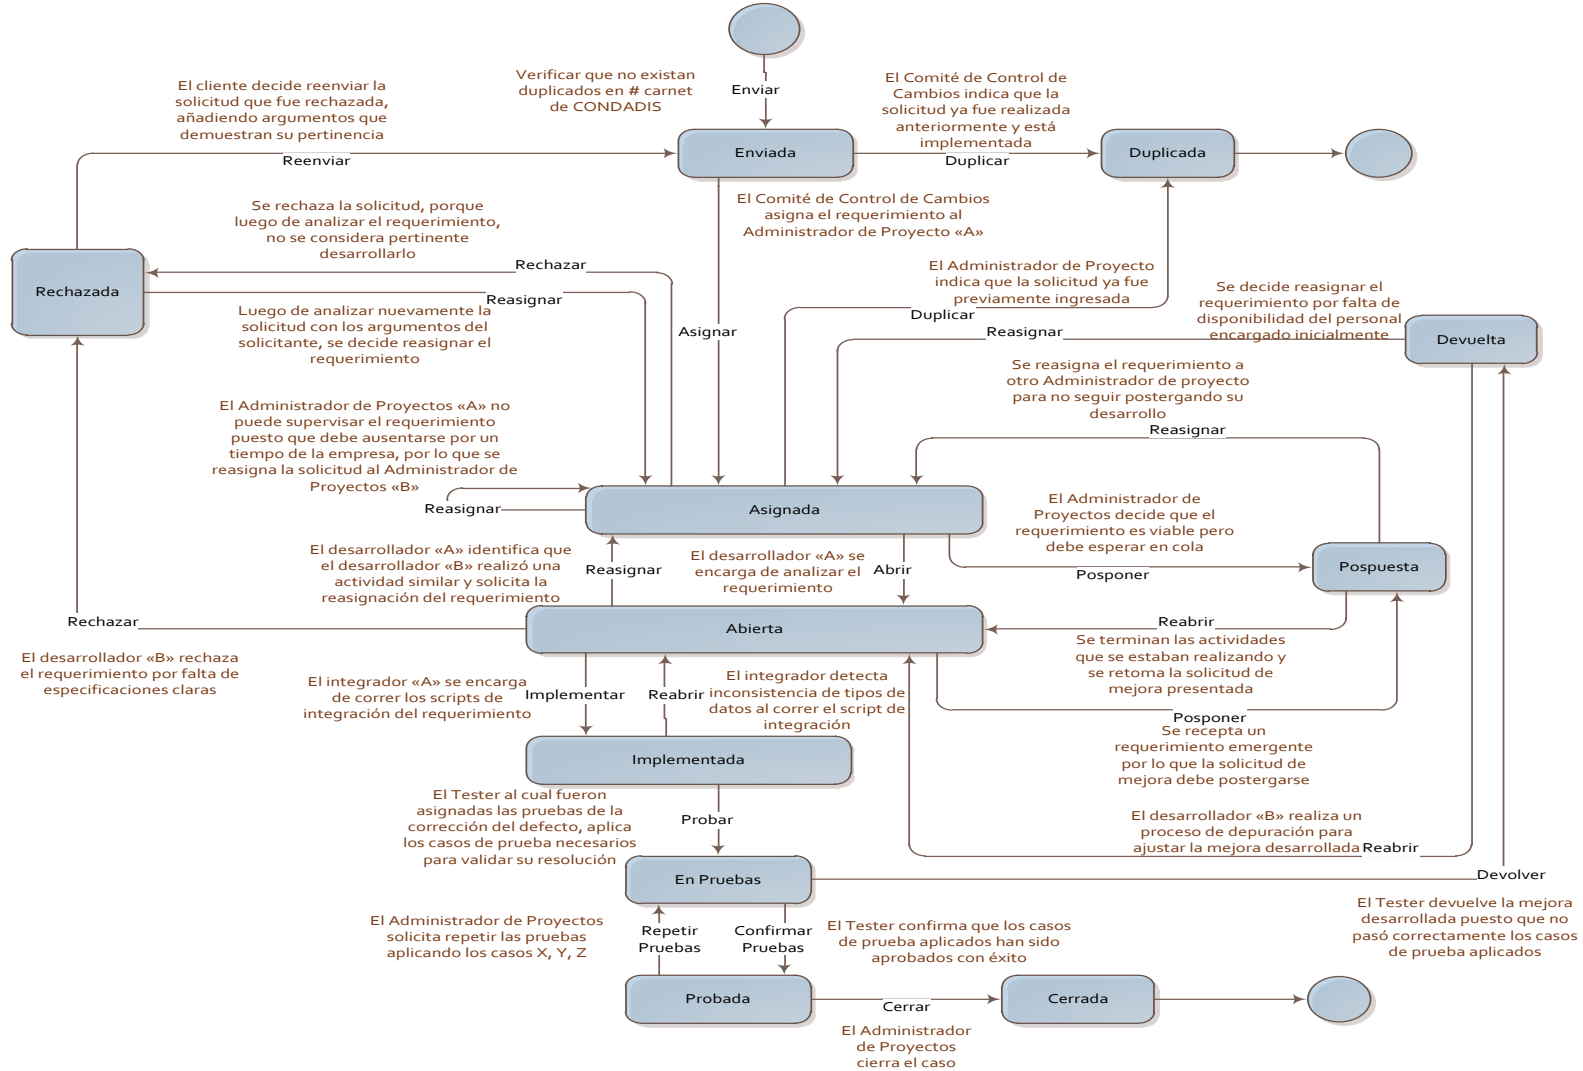 Enviar
Verificar que no existan
duplicados en # carnet
de CONDADIS
El cliente decide reenviar la
solicitud que fue rechazada,
añadiendo argumentos que
demuestran su pertinencia
Reenviar
Enviada
El Comité de Control de
Cambios indica que la
solicitud ya fue realizada
anteriormente y está
implementada
Duplicar
Duplicada
Se rechaza la solicitud, porque
luego de analizar el requerimiento,
no se considera pertinente
desarrollarlo
El Comité de Control de Cambios
asigna el requerimiento al
Administrador de Proyecto «A»
Rechazar
Rechazada
Reasignar
Luego de analizar nuevamente la
solicitud con los argumentos del
solicitante, se decide reasignar el
requerimiento
Asignar
El Administrador de Proyecto
indica que la solicitud ya fue
previamente ingresada
Duplicar
Se decide reasignar el
requerimiento por falta de
disponibilidad del personal
encargado inicialmente
Reasignar
Devuelta
Se reasigna el requerimiento a
otro Administrador de proyecto
para no seguir postergando su
desarrollo
Reasignar
El Administrador de Proyectos «A» no
puede supervisar el requerimiento
puesto que debe ausentarse por un
tiempo de la empresa, por lo que se
reasigna la solicitud al Administrador de
Proyectos «B»
Reasignar
Asignada
El Administrador de
Proyectos decide que el
requerimiento es viable pero
debe esperar en cola
Posponer
Pospuesta
El desarrollador «A» identifica que
el desarrollador «B» realizó una
actividad similar y solicita la
reasignación del requerimiento
Reasignar
El desarrollador «A» se
encarga de analizar el
requerimiento
Abrir
Rechazar
Abierta
Reabrir
Se terminan las actividades
que se estaban realizando y
se retoma la solicitud de
mejora presentada
El desarrollador «B» rechaza
el requerimiento por falta de
especificaciones claras
El integrador «A» se encarga
de correr los scripts de
integración del requerimiento
Implementar
Reabrir
El integrador detecta
inconsistencia de tipos de
datos al correr el script de
integración
Posponer
Se recepta un
requerimiento emergente
por lo que la solicitud de
mejora debe postergarse
Implementada
El Tester al cual fueron
asignadas las pruebas de la
corrección del defecto, aplica
los casos de prueba necesarios
para validar su resolución
Probar
El desarrollador «B» realiza un
proceso de depuración para
ajustar la mejora desarrollada
Reabrir
En Pruebas
Devolver
El Tester devuelve la mejora
desarrollada puesto que no
pasó correctamente los casos
de prueba aplicados
El Administrador de Proyectos
solicita repetir las pruebas
aplicando los casos X, Y, Z
Repetir
Pruebas
Confirmar
Pruebas
El Tester confirma que los casos
de prueba aplicados han sido
aprobados con éxito
Probada
Cerrar
Cerrada
El Administrador
de Proyectos
cierra el caso